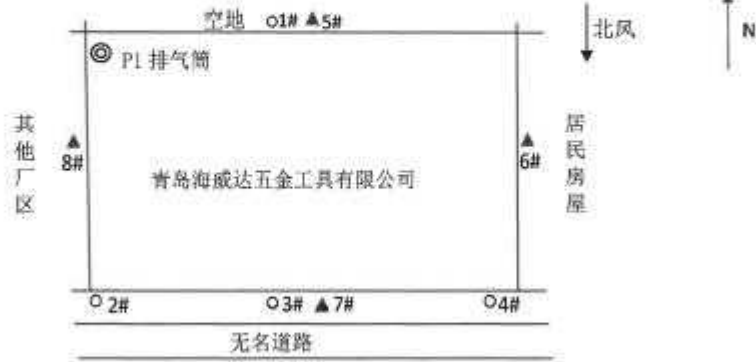 空地 ○1# ▲5#
北风
N
P1 排气筒
其他厂区
▲
8#
▲
6#
居民房屋
青岛海威达五金工具有限公司
○ 2#
○3# ▲7#
○4#
无名道路